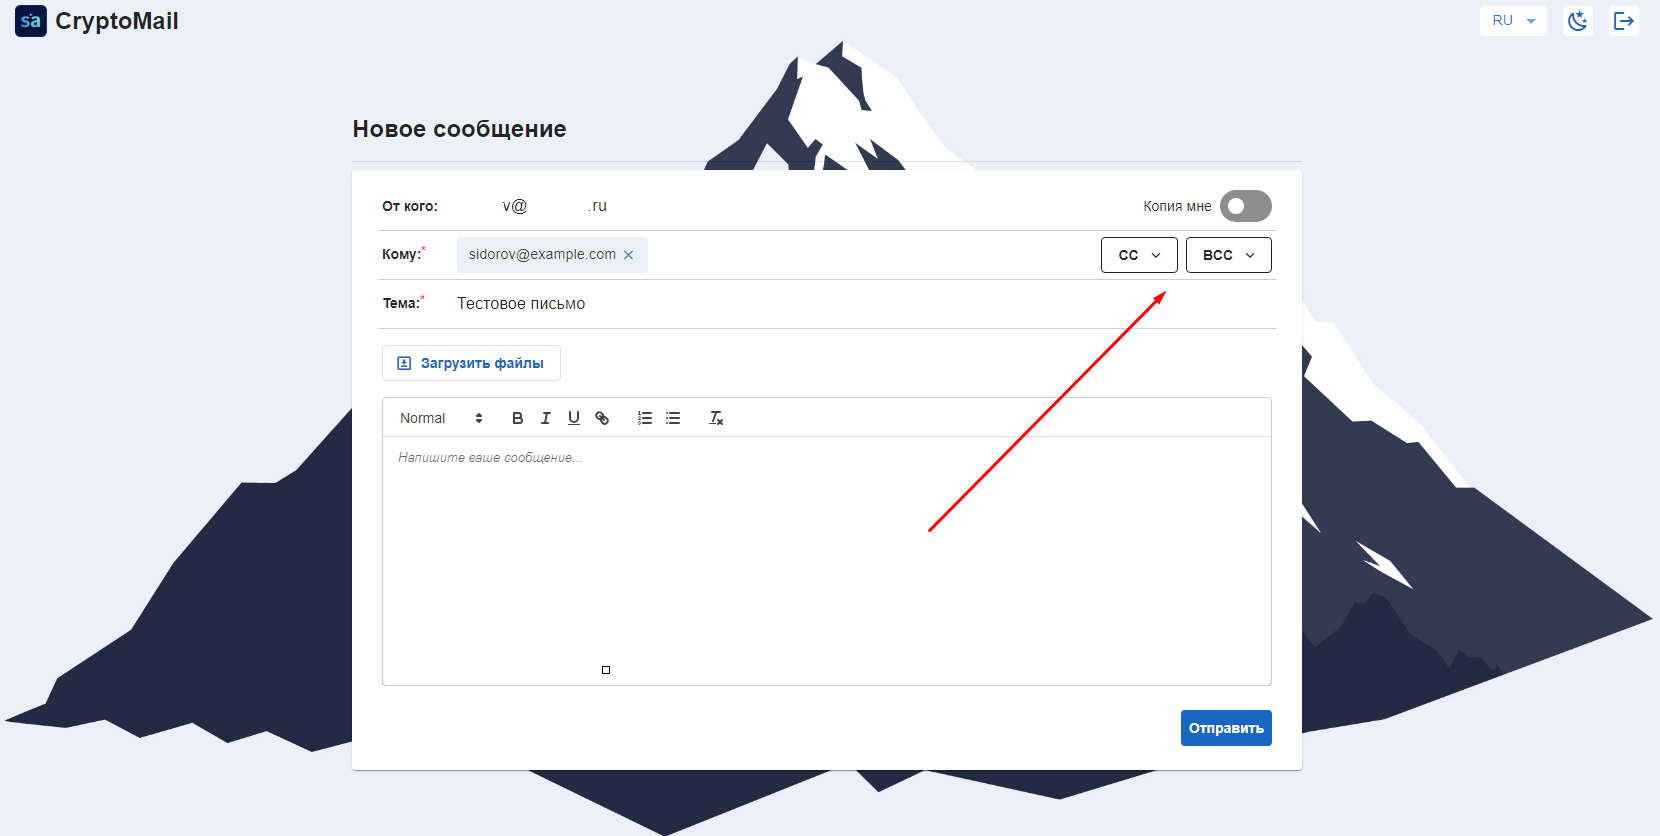 sa CryptoMail
RU
Новое сообщение
От кого: v@ .ru Копия мне
Кому:* sidorov@example.com CC BCC
Тема:* Тестовое письмо
Загрузить файлы
Normal B I U
Напишите ваше сообщение...
Отправить